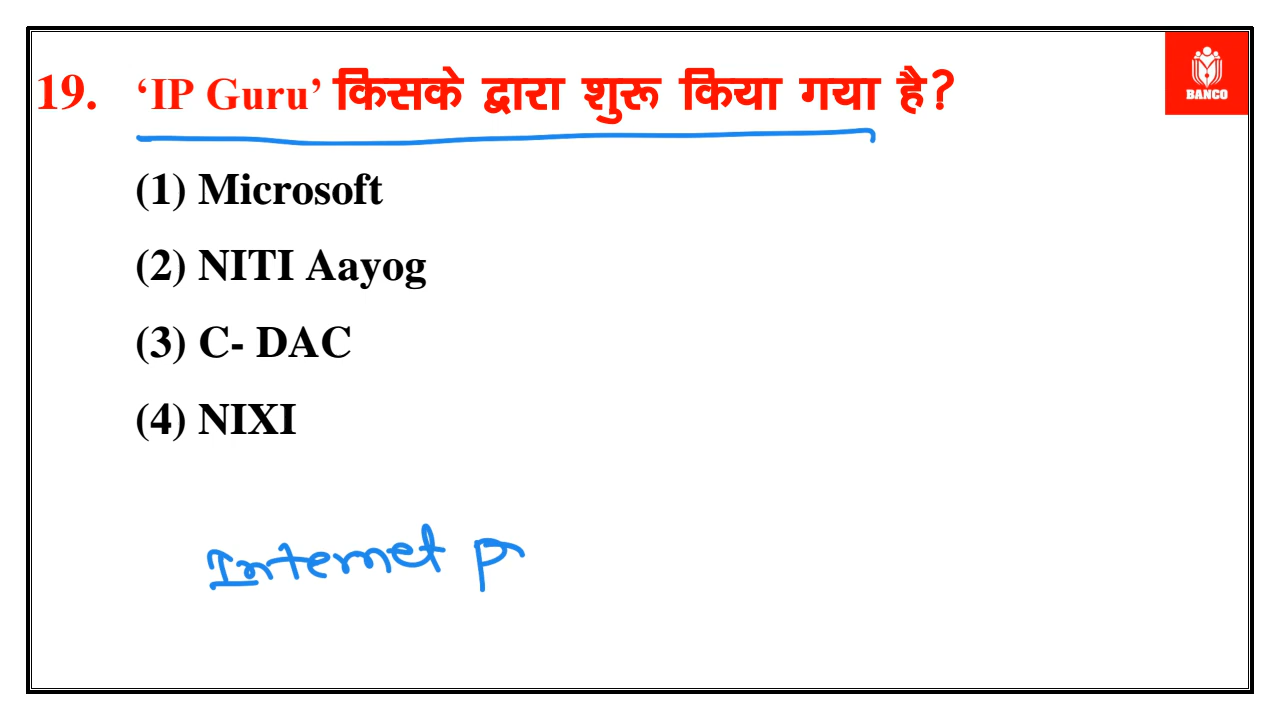 19. ‘IP Guru’ किसके द्वारा शुरू किया गया है?
BANCO
(1) Microsoft
(2) NITI Aayog
(3) C- DAC
(4) NIXI
Internet p